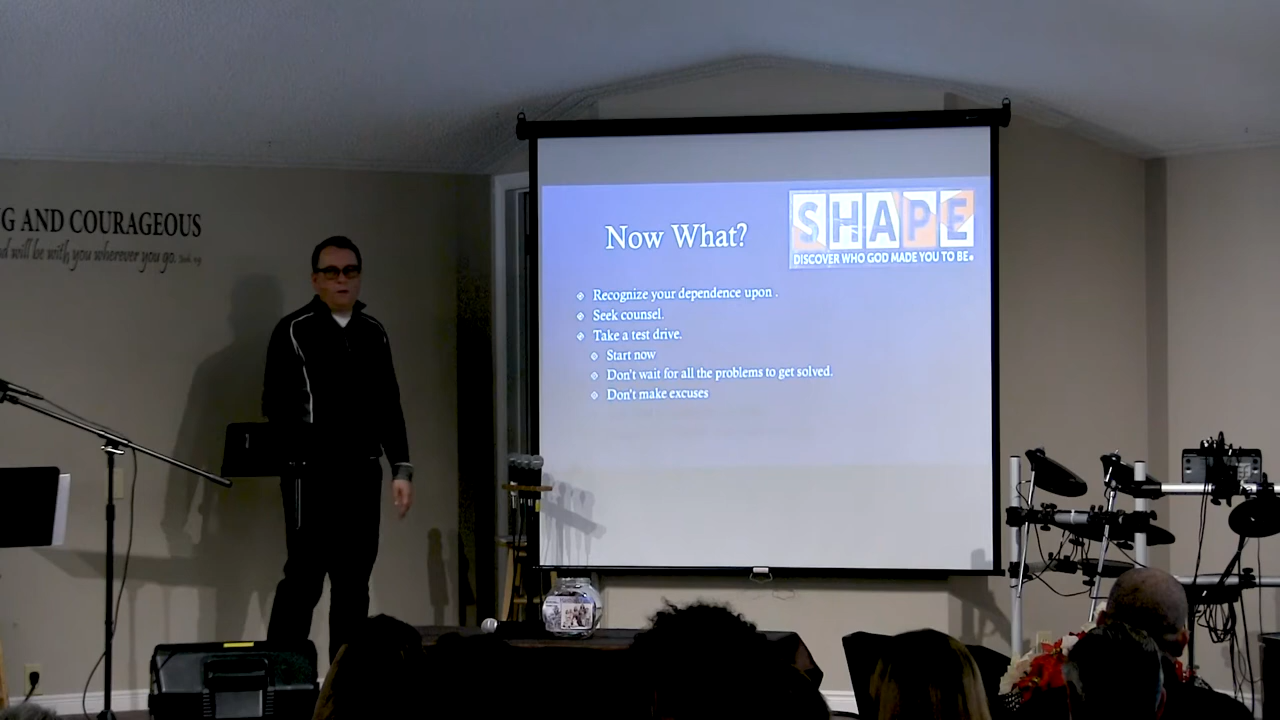 G AND COURAGEOUS
d will be with you wherever you go.
Now What?
SHAPE
DISCOVER WHO GOD MADE YOU TO BE.
Recognize your dependence upon .
Seek counsel.
Take a test drive.
Start now
Don't wait for all the problems to get solved.
Don't make excuses